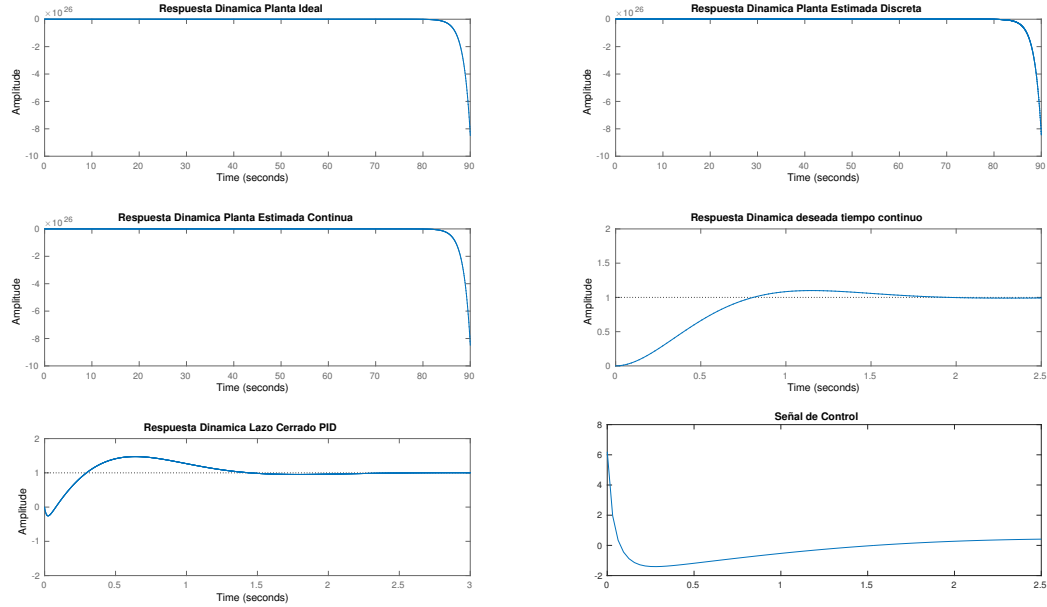 Respuesta Dinamica Planta Ideal
×10 26
0
-2
-4
-6
-8
-10
Amplitude
0 10 20 30 40 50 60 70 80 90
Time (seconds)
Respuesta Dinamica Planta Estimada Discreta
×10 26
0
-2
-4
-6
-8
-10
Amplitude
0 10 20 30 40 50 60 70 80 90
Time (seconds)
Respuesta Dinamica Planta Estimada Continua
×10 26
0
-2
-4
-6
-8
-10
Amplitude
0 10 20 30 40 50 60 70 80 90
Time (seconds)
Respuesta Dinamica deseada tiempo continuo
2
1.5
1
0.5
0
Amplitude
0 0.5 1 1.5 2 2.5
Time (seconds)
Respuesta Dinamica Lazo Cerrado PID
2
1
0
-1
-2
Amplitude
0 0.5 1 1.5 2 2.5 3
Time (seconds)
Señal de Control
8
6
4
2
0
-2
0 0.5 1 1.5 2 2.5